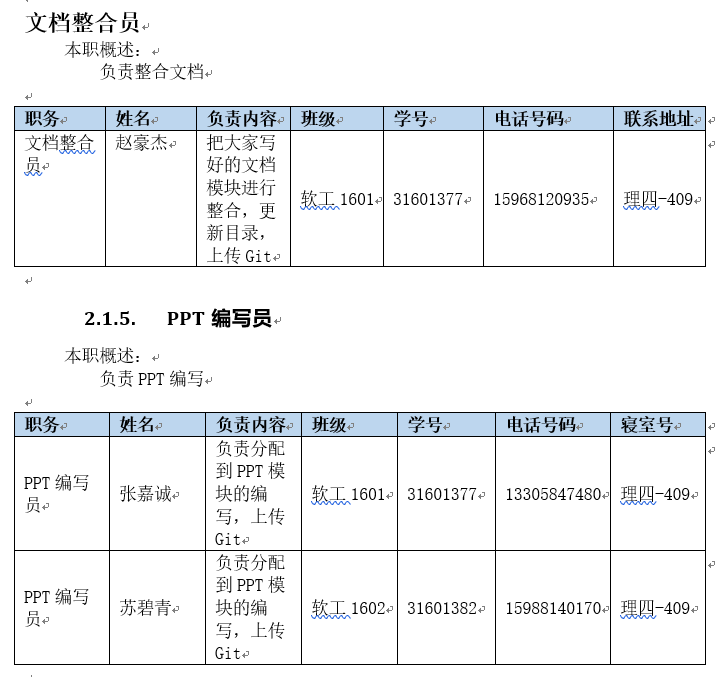 文档整合员
本职概述：
负责整合文档
职务 姓名 负责内容 班级 学号 电话号码 联系地址
文档整合
员
赵豪杰
把大家写
好的文档
模块进行
整合，更
新目录，
上传 Git
软工 1601
31601377
15968120935
理四-409
2.1.5. PPT 编写员
本职概述：
负责 PPT 编写
职务 姓名 负责内容 班级 学号 电话号码 寝室号
PPT 编写
员
张嘉诚
负责分配
到 PPT 模
块的编
写，上传
Git
软工 1601
31601377
13305847480
理四-409
PPT 编写
员
苏碧青
负责分配
到 PPT 模
块的编
写，上传
Git
软工 1602
31601382
15988140170
理四-409